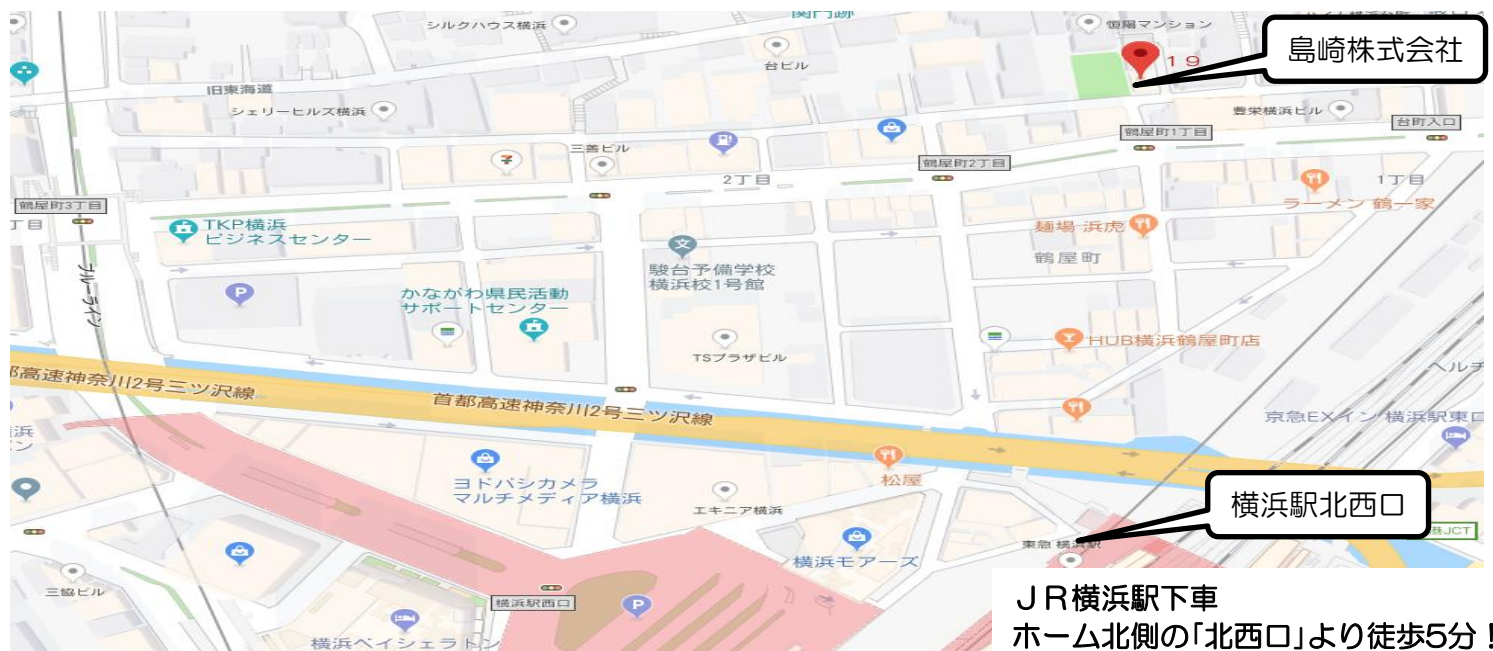 シルクハウス横浜
関門跡
恒陽マンション
島崎株式会社
台ビル
19
旧東海道
シェリーヒルズ横浜
豊栄横浜ビル
台町入口
鶴屋町1丁目
三善ビル
鶴屋町2丁目
2丁目
1丁目
鶴屋町3丁目
丁目
ラーメン 鶴一家
TKP横浜
ビジネスセンター
麺場 浜虎
鶴屋町
駿台予備学校
横浜校1号館
ブルーライン
かながわ県民活動
サポートセンター
TSプラザビル
HUB横浜鶴屋町店
ヘルチ
都高速神奈川2号三ツ沢線
首都高速神奈川2号三ツ沢線
京急EXイン 横浜駅東口
浜
ン
ヨドバシカメラ
マルチメディア横浜
松屋
エキニア横浜
横浜駅北西口
港JCT
東急 横浜駅
横浜モアーズ
三協ビル
横浜駅西口
P
横浜ベイシェラトン
JR横浜駅下車
ホーム北側の「北西口」より徒歩5分!